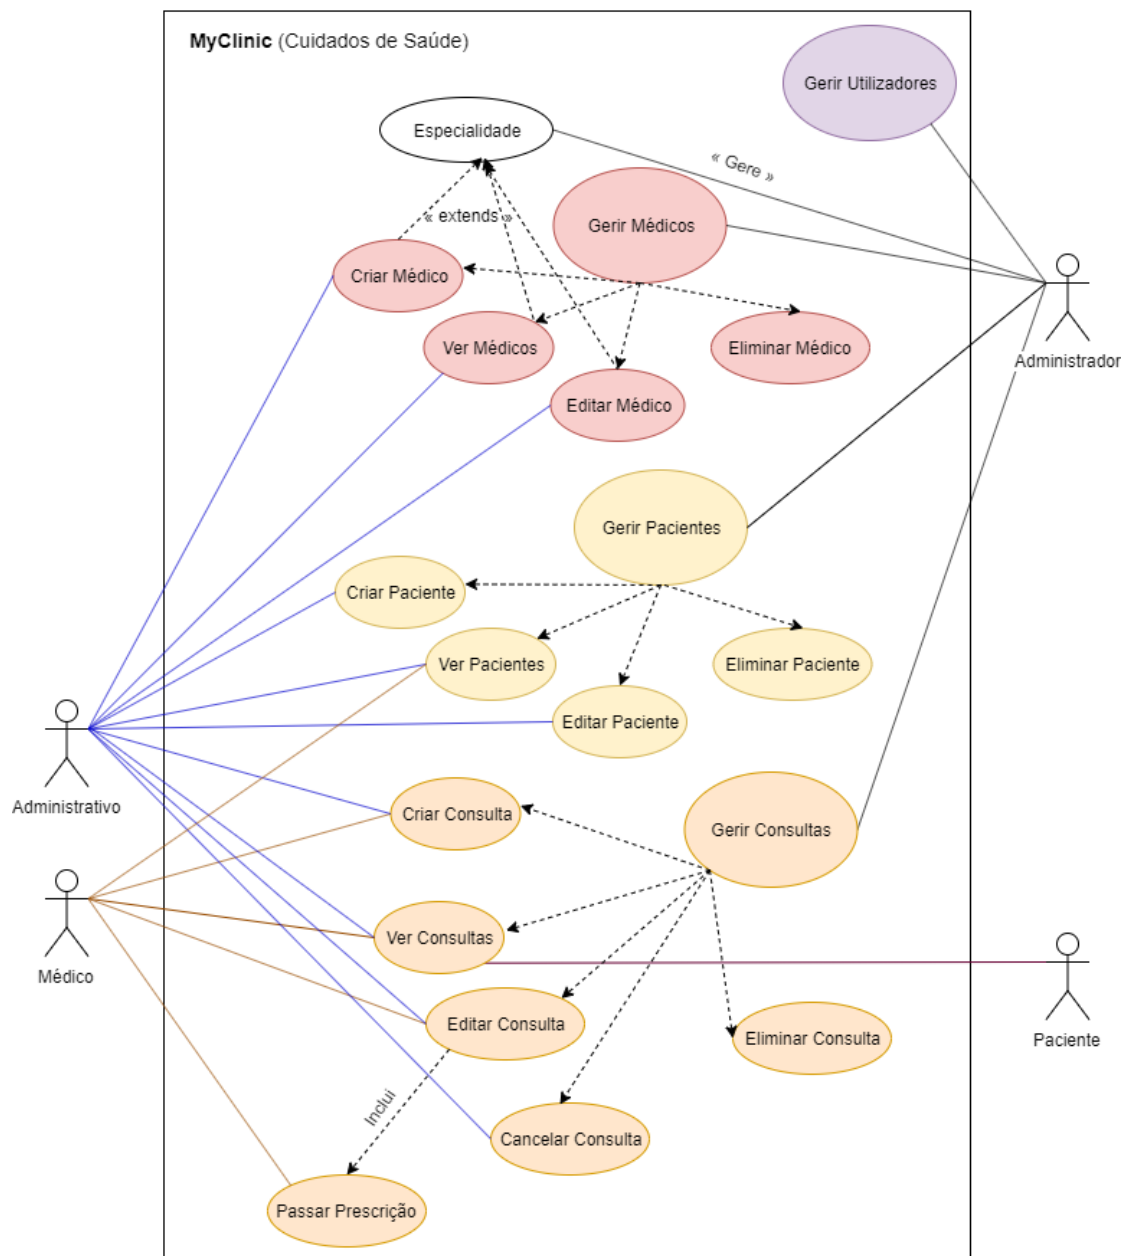 MyClinic (Cuidados de Saúde)
Gerir Utilizadores
Especialidade
« Gere »
« extends »
Gerir Médicos
Criar Médico
Ver Médicos
Eliminar Médico
Administrador
Editar Médico
Gerir Pacientes
Criar Paciente
Ver Pacientes
Eliminar Paciente
Editar Paciente
Administrativo
Criar Consulta
Gerir Consultas
Ver Consultas
Médico
Editar Consulta
Eliminar Consulta
Paciente
Inclui
Cancelar Consulta
Passar Prescrição